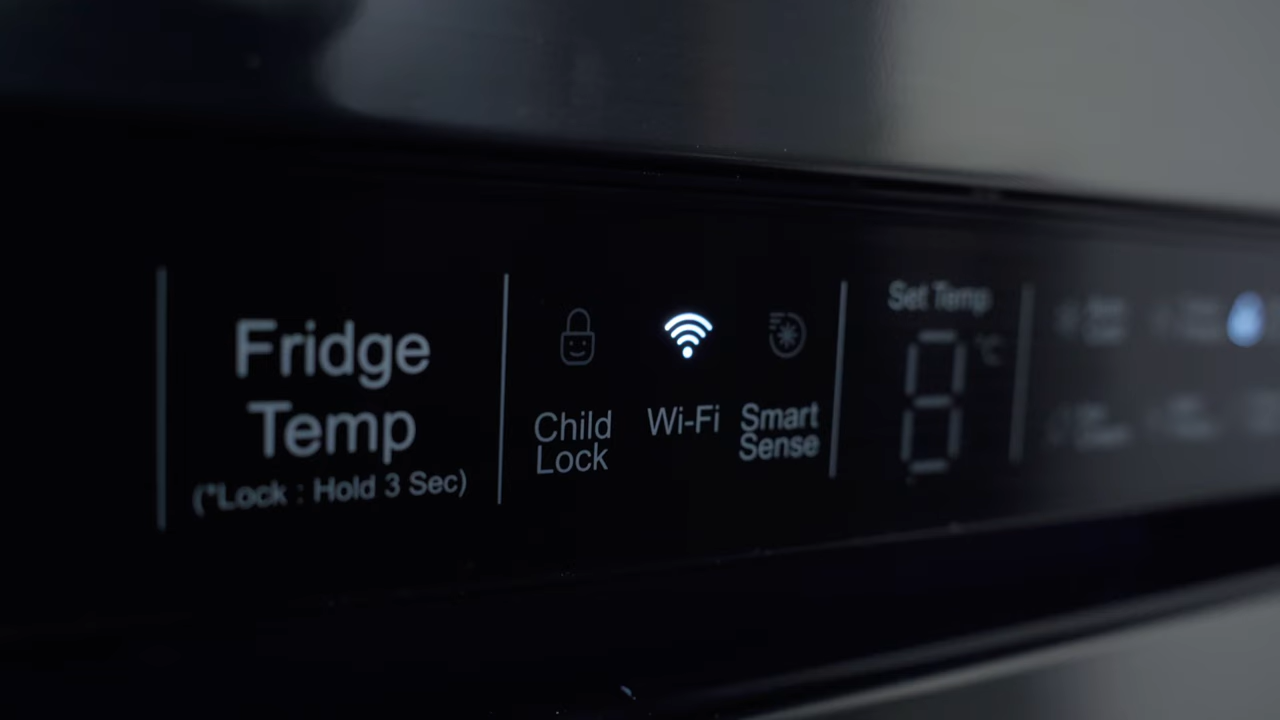 Fridge
Temp
(*Lock : Hold 3 Sec)
Child
Lock
Wi-Fi
Smart
Sense
Set Temp
8
°C